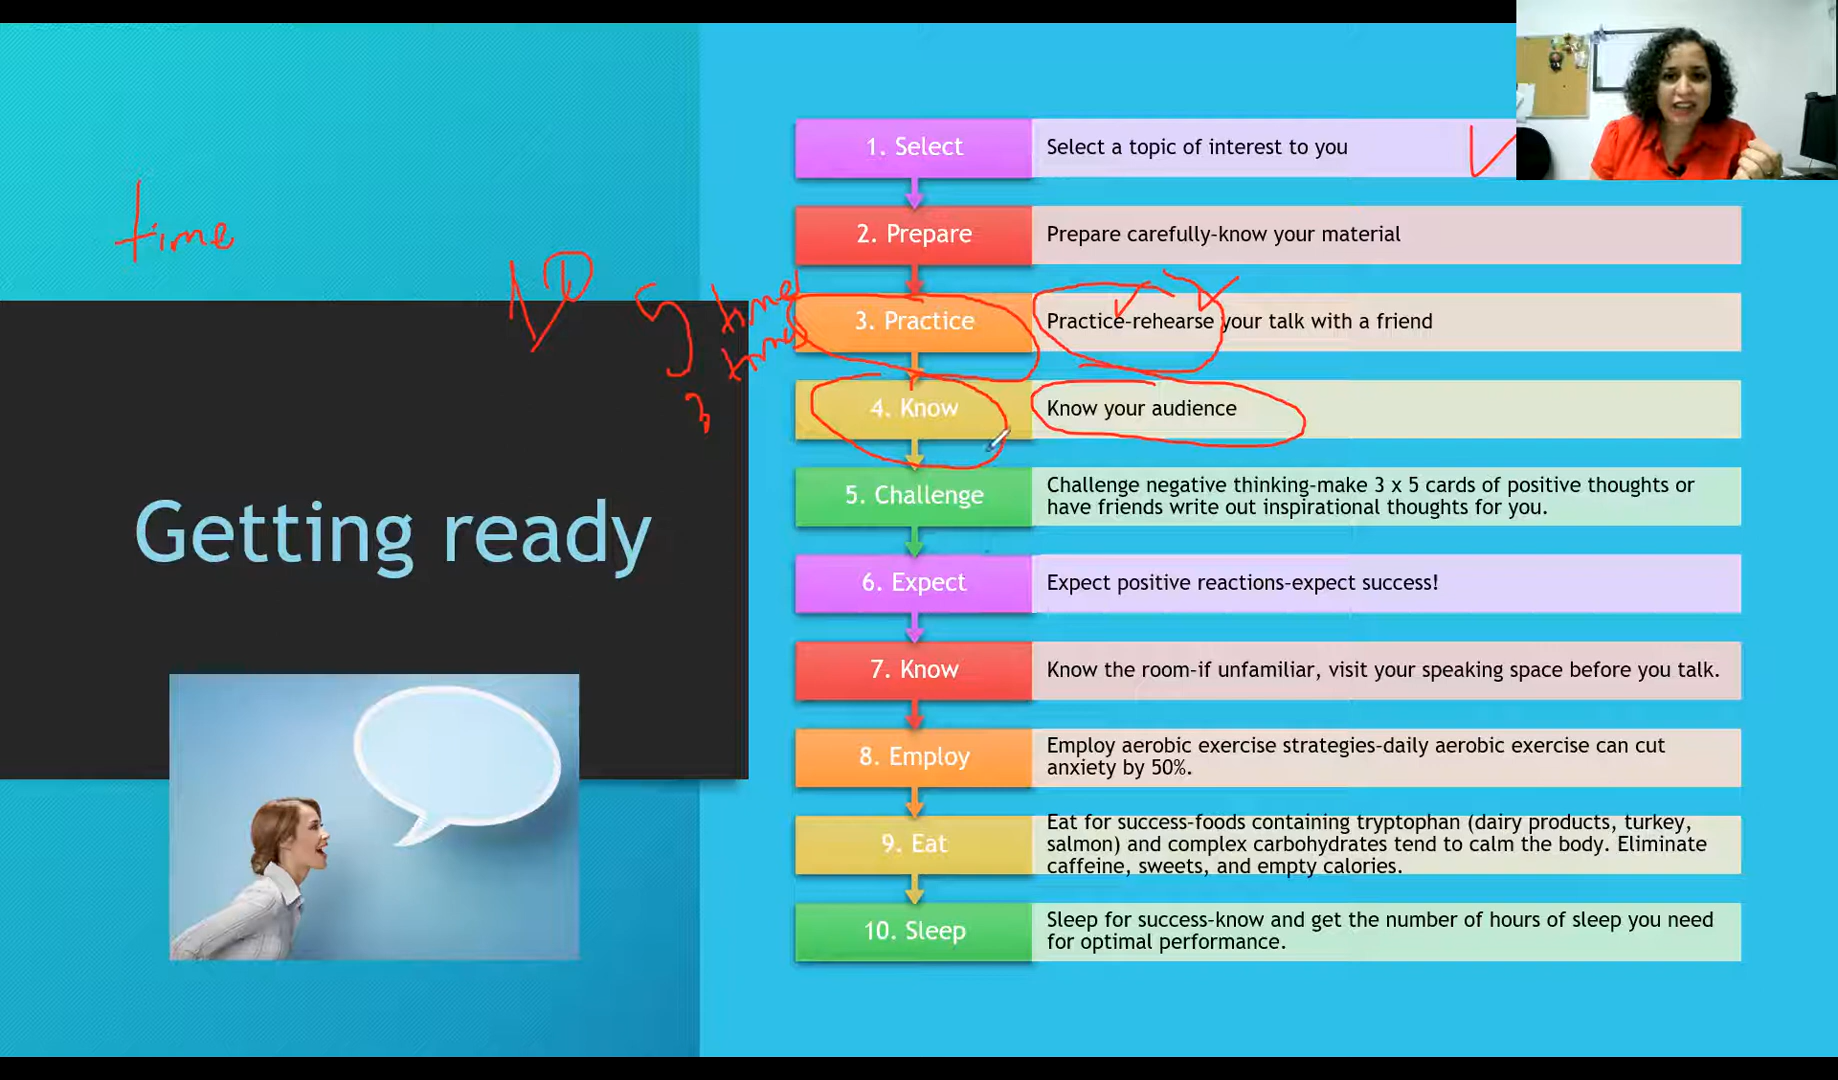 Getting ready
time
time
time
3
1. Select
Select a topic of interest to you
2. Prepare
Prepare carefully-know your material
3. Practice
Practice-rehearse your talk with a friend
4. Know
Know your audience
5. Challenge
Challenge negative thinking-make 3 x 5 cards of positive thoughts or
have friends write out inspirational thoughts for you.
6. Expect
Expect positive reactions-expect success!
7. Know
Know the room-if unfamiliar, visit your speaking space before you talk.
8. Employ
Employ aerobic exercise strategies-daily aerobic exercise can cut
anxiety by 50%.
9. Eat
Eat for success-foods containing tryptophan (dairy products, turkey,
salmon) and complex carbohydrates tend to calm the body. Eliminate
caffeine, sweets, and empty calories.
10. Sleep
Sleep for success-know and get the number of hours of sleep you need
for optimal performance.